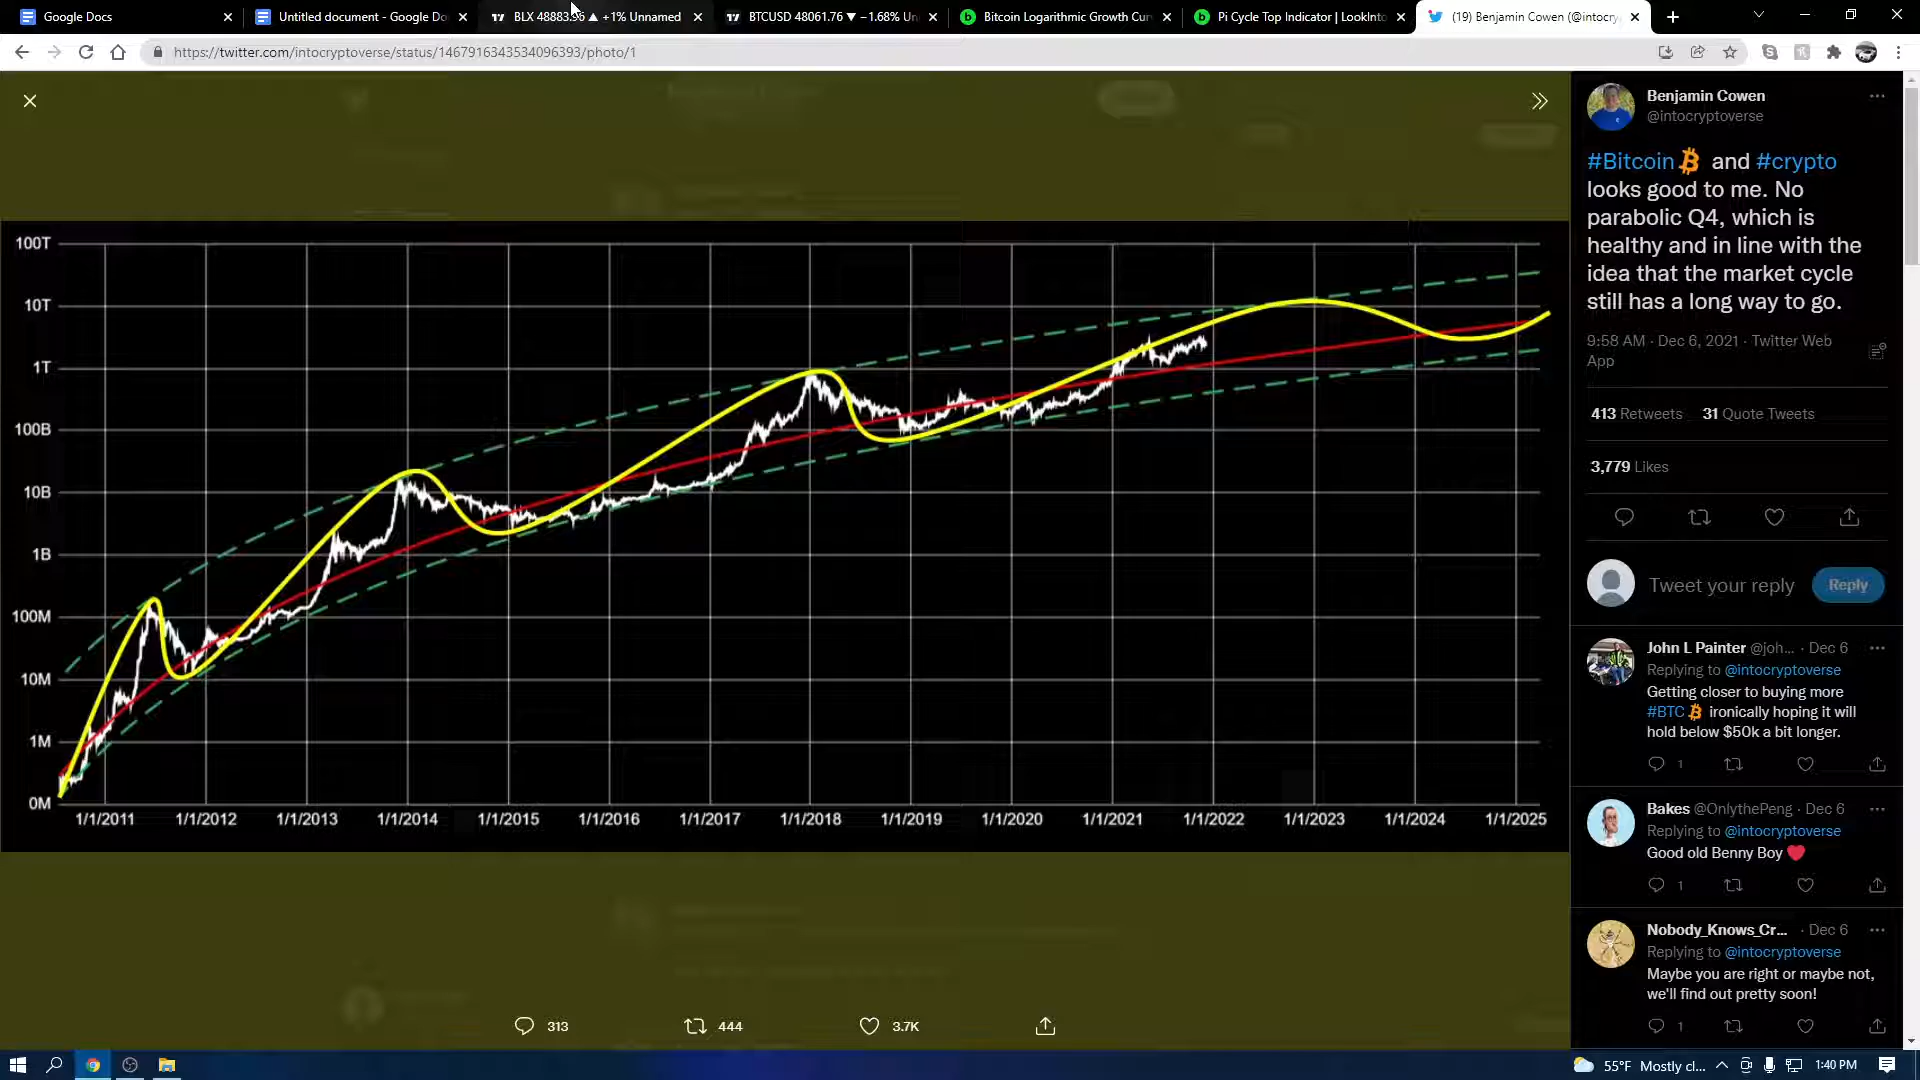 Google Docs
Untitled document - Google Do
BLX 48883.96 ▲ +1% Unnamed
BTCUSD 48061.76 ▼ −1.68% Un
Bitcoin Logarithmic Growth Cur
Pi Cycle Top Indicator | LookInto
(19) Benjamin Cowen (@intocry
https://twitter.com/intocryptoverse/status/1467916343534096393/photo/1
100T
10T
1T
100B
10B
1B
100M
10M
1M
0M
1/1/2011 1/1/2012 1/1/2013 1/1/2014 1/1/2015 1/1/2016 1/1/2017 1/1/2018 1/1/2019 1/1/2020 1/1/2021 1/1/2022 1/1/2023 1/1/2024 1/1/2025
313 444 3.7K
Benjamin Cowen
@intocryptoverse
#Bitcoin and #crypto
looks good to me. No
parabolic Q4, which is
healthy and in line with the
idea that the market cycle
still has a long way to go.
9:58 AM · Dec 6, 2021 · Twitter Web
App
413 Retweets 31 Quote Tweets
3,779 Likes
Tweet your reply Reply
John L Painter @joh... · Dec 6
Replying to @intocryptoverse
Getting closer to buying more
#BTC ironically hoping it will
hold below $50k a bit longer.
1
Bakes @OnlythePeng · Dec 6
Replying to @intocryptoverse
Good old Benny Boy ❤️
1
Nobody_Knows_Cr... · Dec 6
Replying to @intocryptoverse
Maybe you are right or maybe not,
we'll find out pretty soon!
1
55°F Mostly cl... 1:40 PM